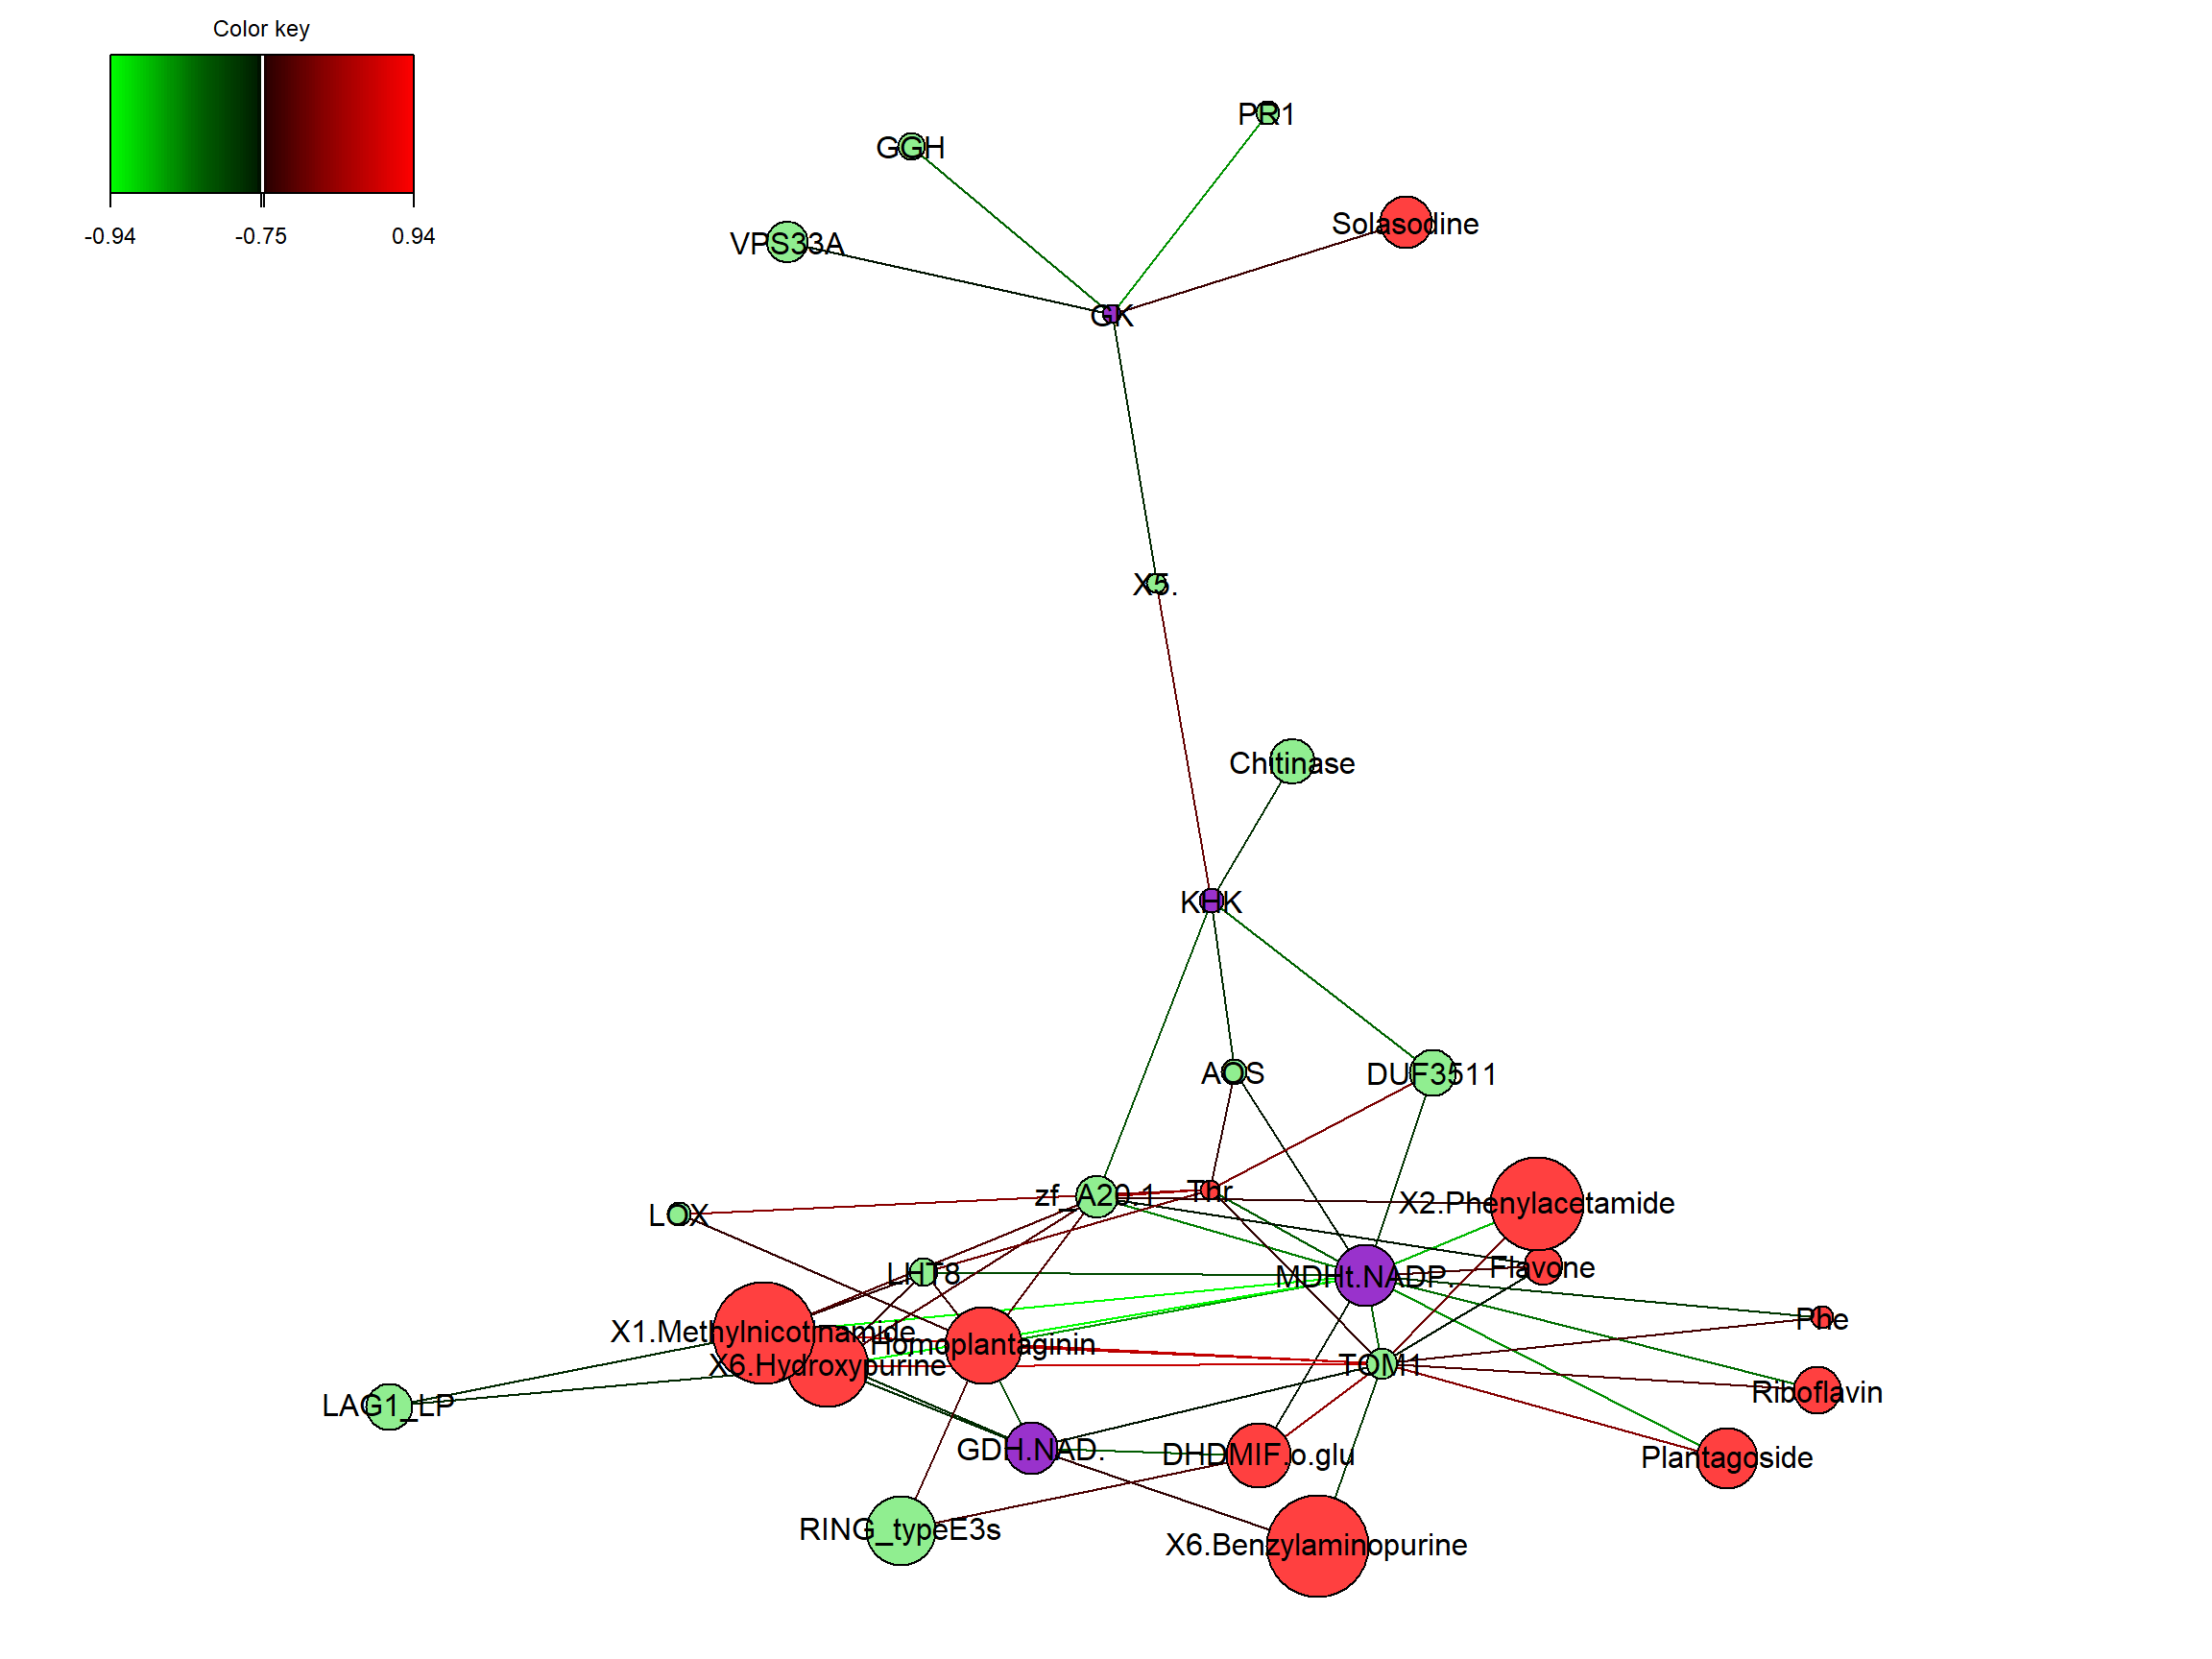 Color key
-0.94
-0.75
0.94
PR1
GGH
Solasodine
VPS33A
GK
X5.
Chitinase
KHK
AOS
DUF3511
zf_A20.1
Thr
X2.Phenylacetamide
LOX
LHT8
MDHt.NADP.
Flavone
Phe
X1.Methylnicotinamide
Homoplantaginin
X6.Hydroxypurine
TOM1
Riboflavin
LAG1_LP
GDH.NAD.
DHDMIF.o.glu
Plantagoside
RING_typeE3s
X6.Benzylaminopurine